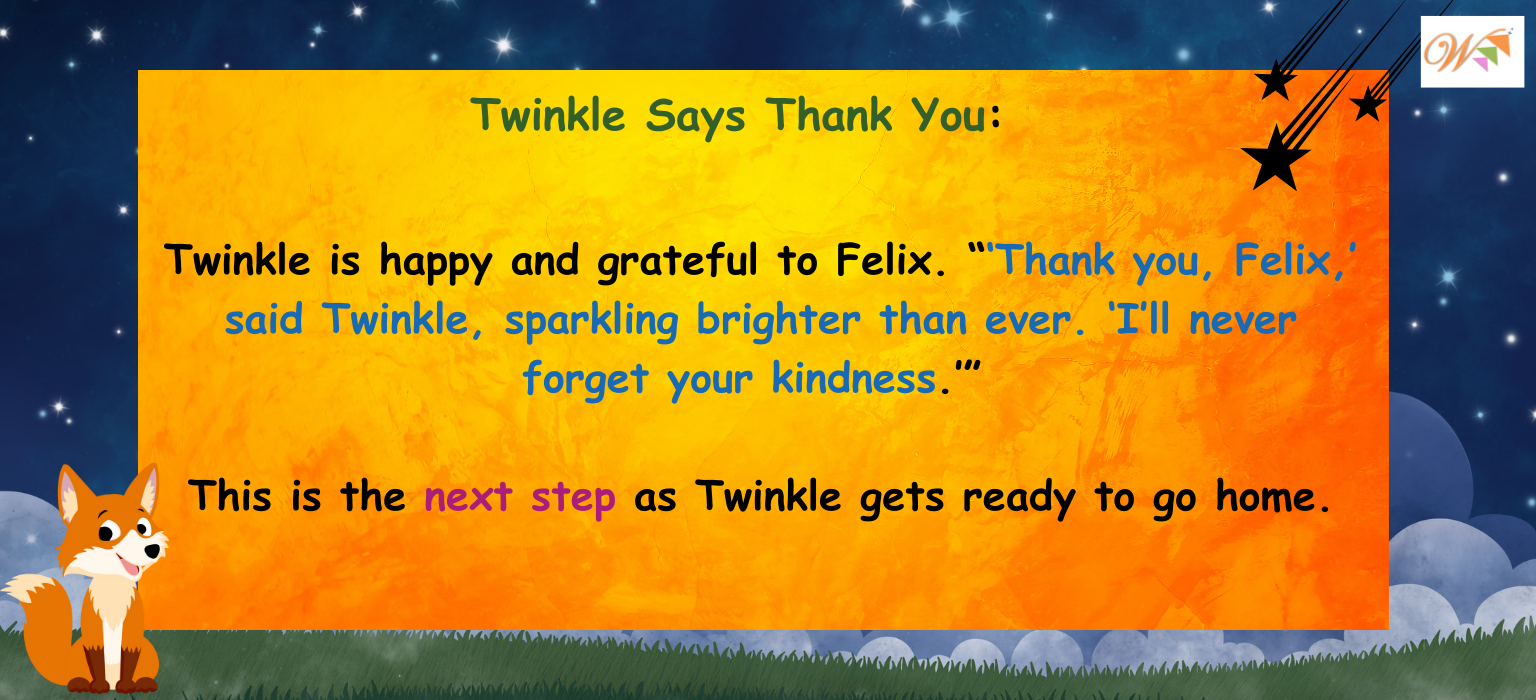 Twinkle Says Thank You:
Twinkle is happy and grateful to Felix. “‘Thank you, Felix,’
said Twinkle, sparkling brighter than ever. ‘I’ll never
forget your kindness.’”
This is the next step as Twinkle gets ready to go home.
W